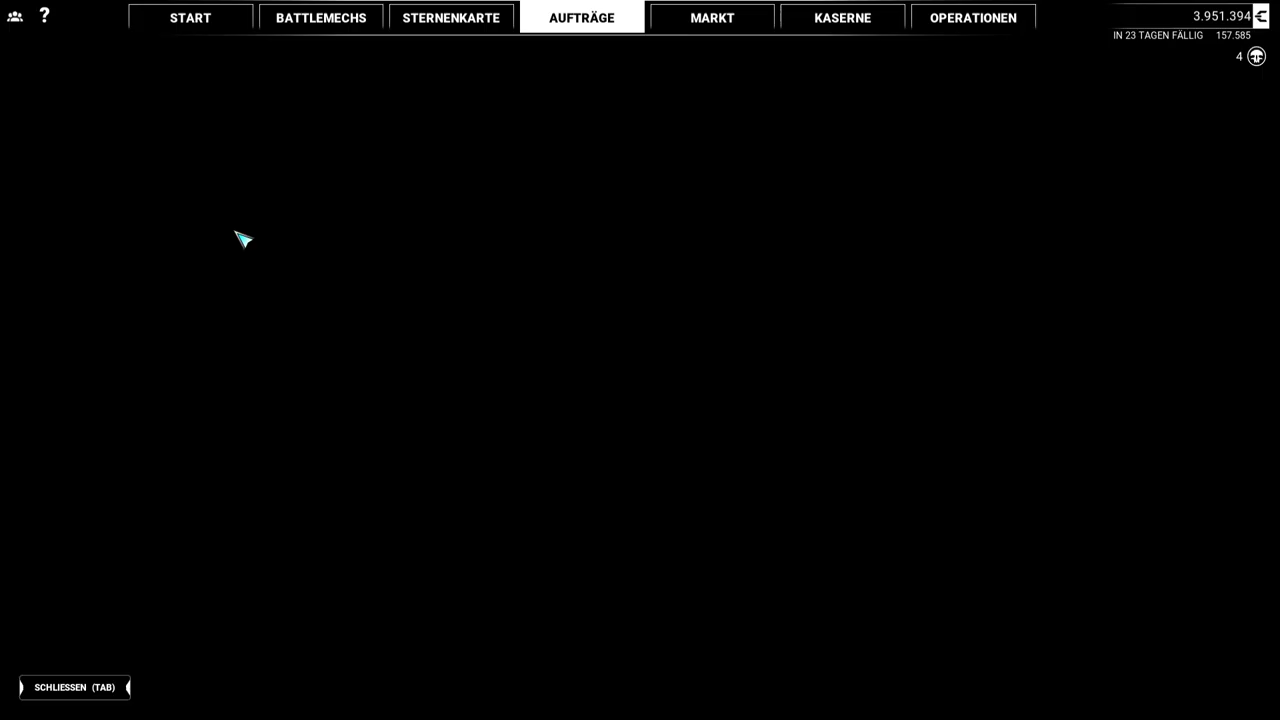 ?
START
BATTLEMECHS
STERNENKARTE
AUFTRÄGE
MARKT
KASERNE
OPERATIONEN
3.951.394 €
IN 23 TAGEN FÄLLIG 157.585
4
SCHLIESSEN (TAB)